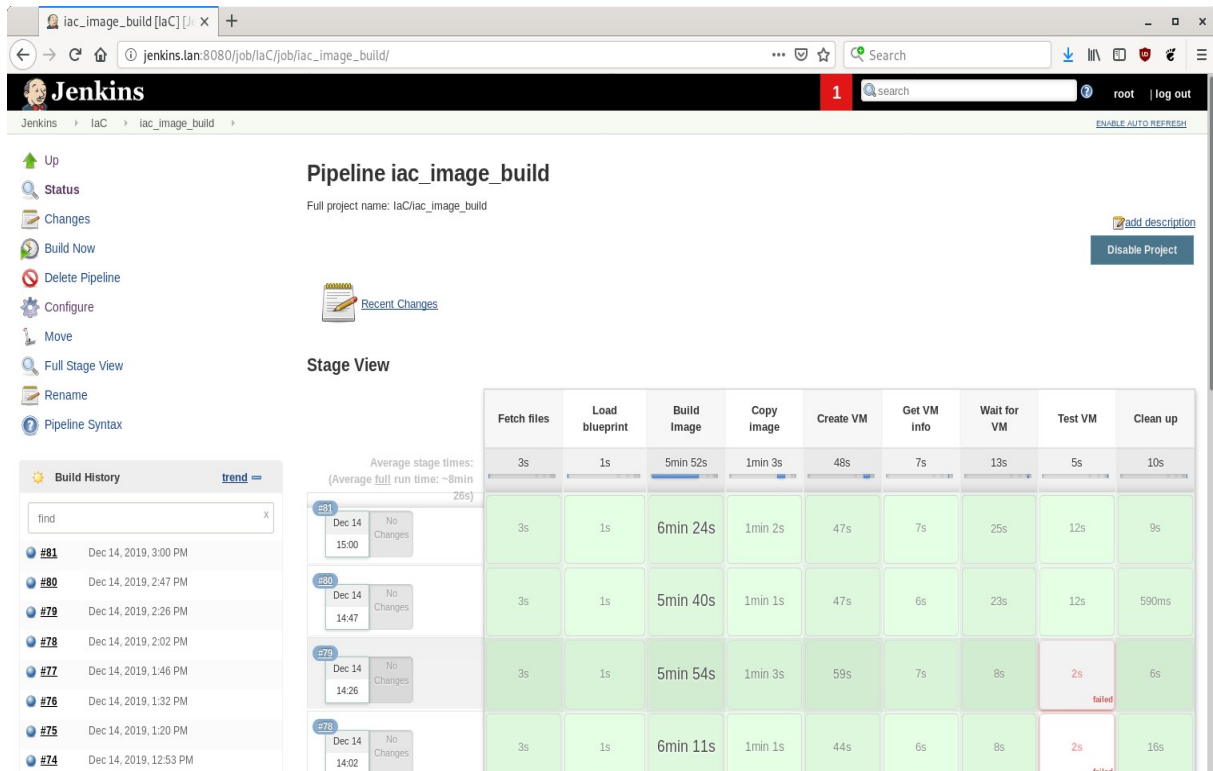 iac_image_build [IaC] [Je
jenkins.lan:8080/job/IaC/job/iac_image_build/
Search
Jenkins
1
search
root | log out
Jenkins IaC iac_image_build
ENABLE AUTO REFRESH
Up
Status
Changes
Build Now
Delete Pipeline
Configure
Move
Full Stage View
Rename
Pipeline Syntax
Build History trend
find x
#81 Dec 14, 2019, 3:00 PM
#80 Dec 14, 2019, 2:47 PM
#79 Dec 14, 2019, 2:26 PM
#78 Dec 14, 2019, 2:02 PM
#77 Dec 14, 2019, 1:46 PM
#76 Dec 14, 2019, 1:32 PM
#75 Dec 14, 2019, 1:20 PM
#74 Dec 14, 2019, 12:53 PM
Pipeline iac_image_build
Full project name: IaC/iac_image_build
add description
Disable Project
Recent Changes
Stage View
Fetch files
Load
blueprint
Build
Image
Copy
image
Create VM
Get VM
info
Wait for
VM
Test VM
Clean up
Average stage times:
(Average full run time: ~8min
26s)
3s 1s 5min 52s 1min 3s 48s 7s 13s 5s 10s
#81
Dec 14
15:00
No
Changes
3s 1s 6min 24s 1min 2s 47s 7s 25s 12s 9s
#80
Dec 14
14:47
No
Changes
3s 1s 5min 40s 1min 1s 47s 6s 23s 12s 590ms
#79
Dec 14
14:26
No
Changes
3s 1s 5min 54s 1min 3s 59s 7s 8s 2s 6s
failed
#78
Dec 14
14:02
No
Changes
3s 1s 6min 11s 1min 1s 44s 6s 8s 2s 16s
failed